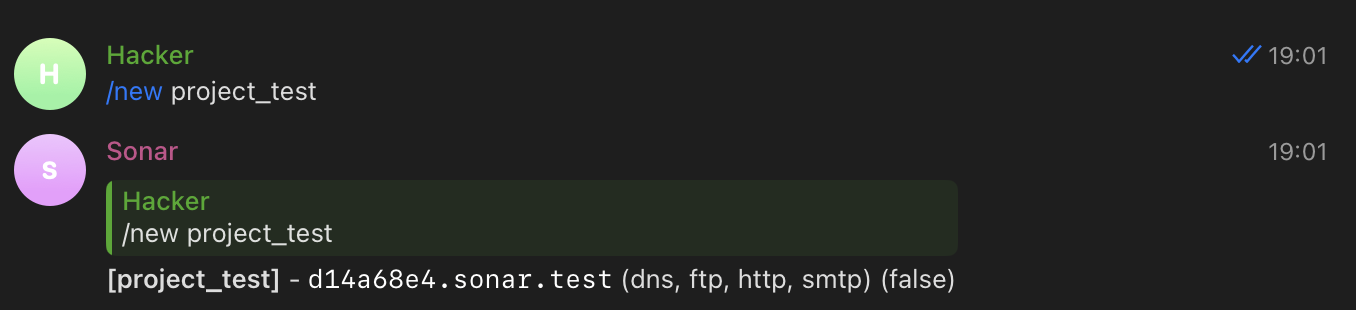 H
Hacker 19:01
/new project_test
S
Sonar 19:01
Hacker
/new project_test
[project_test] - d14a68e4.sonar.test (dns, ftp, http, smtp) (false)